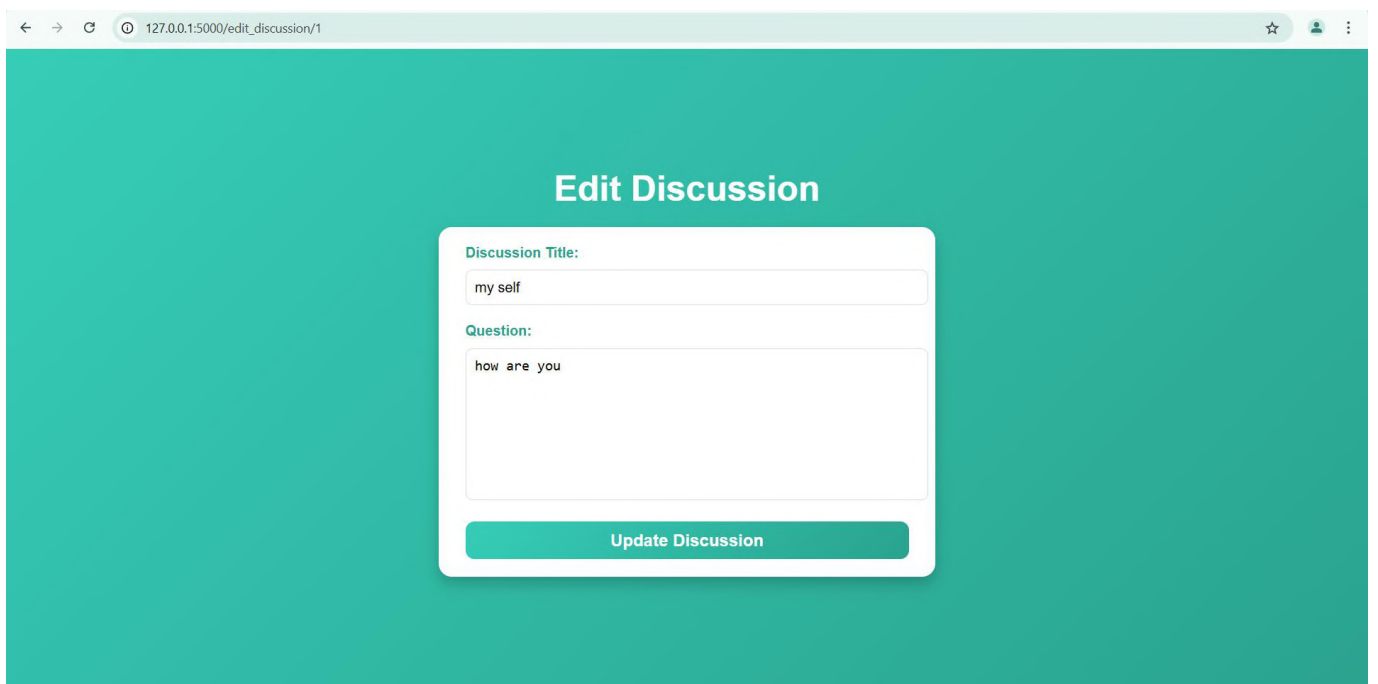 127.0.0.1:5000/edit_discussion/1
Edit Discussion
Discussion Title:
my self
Question:
how are you
Update Discussion